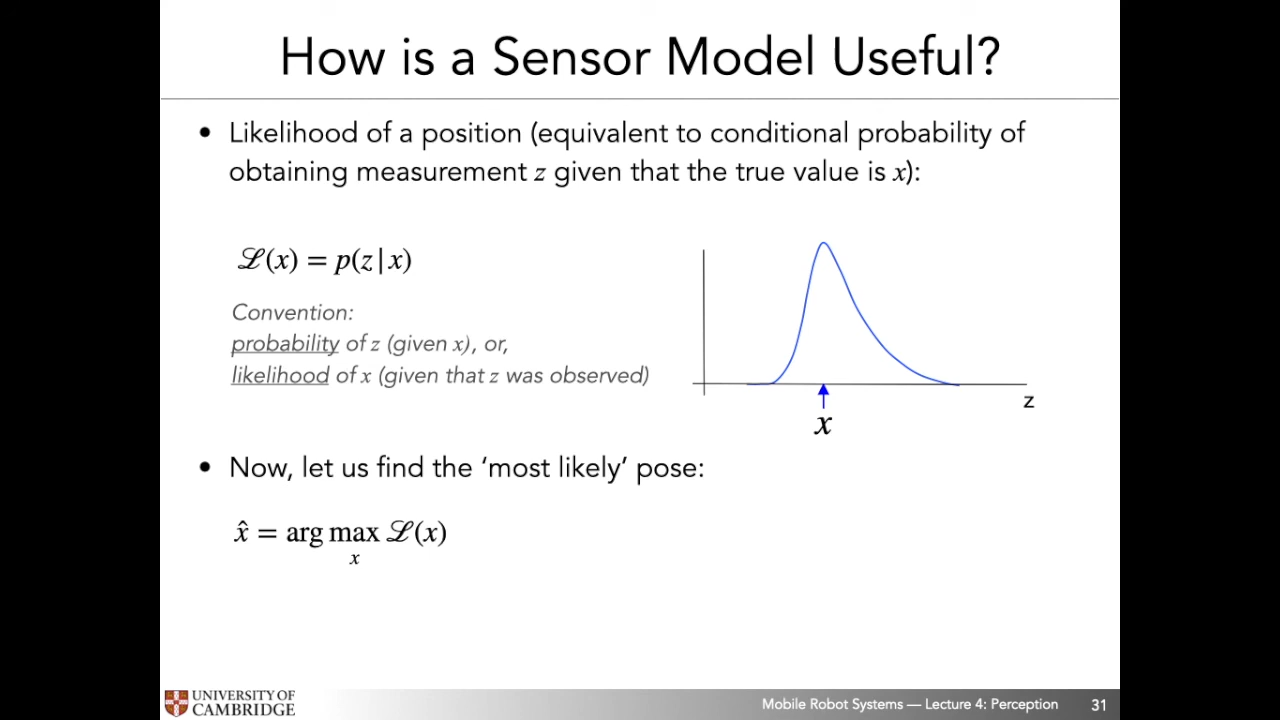 How is a Sensor Model Useful?
• Likelihood of a position (equivalent to conditional probability of
obtaining measurement z given that the true value is x):
ℒ(x) = p(z|x)
Convention:
probability of z (given x), or,
likelihood of x (given that z was observed)
z
x
• Now, let us find the ‘most likely’ pose:
x̂ = arg max ℒ(x)
x
UNIVERSITY OF
CAMBRIDGE
Mobile Robot Systems — Lecture 4: Perception 31